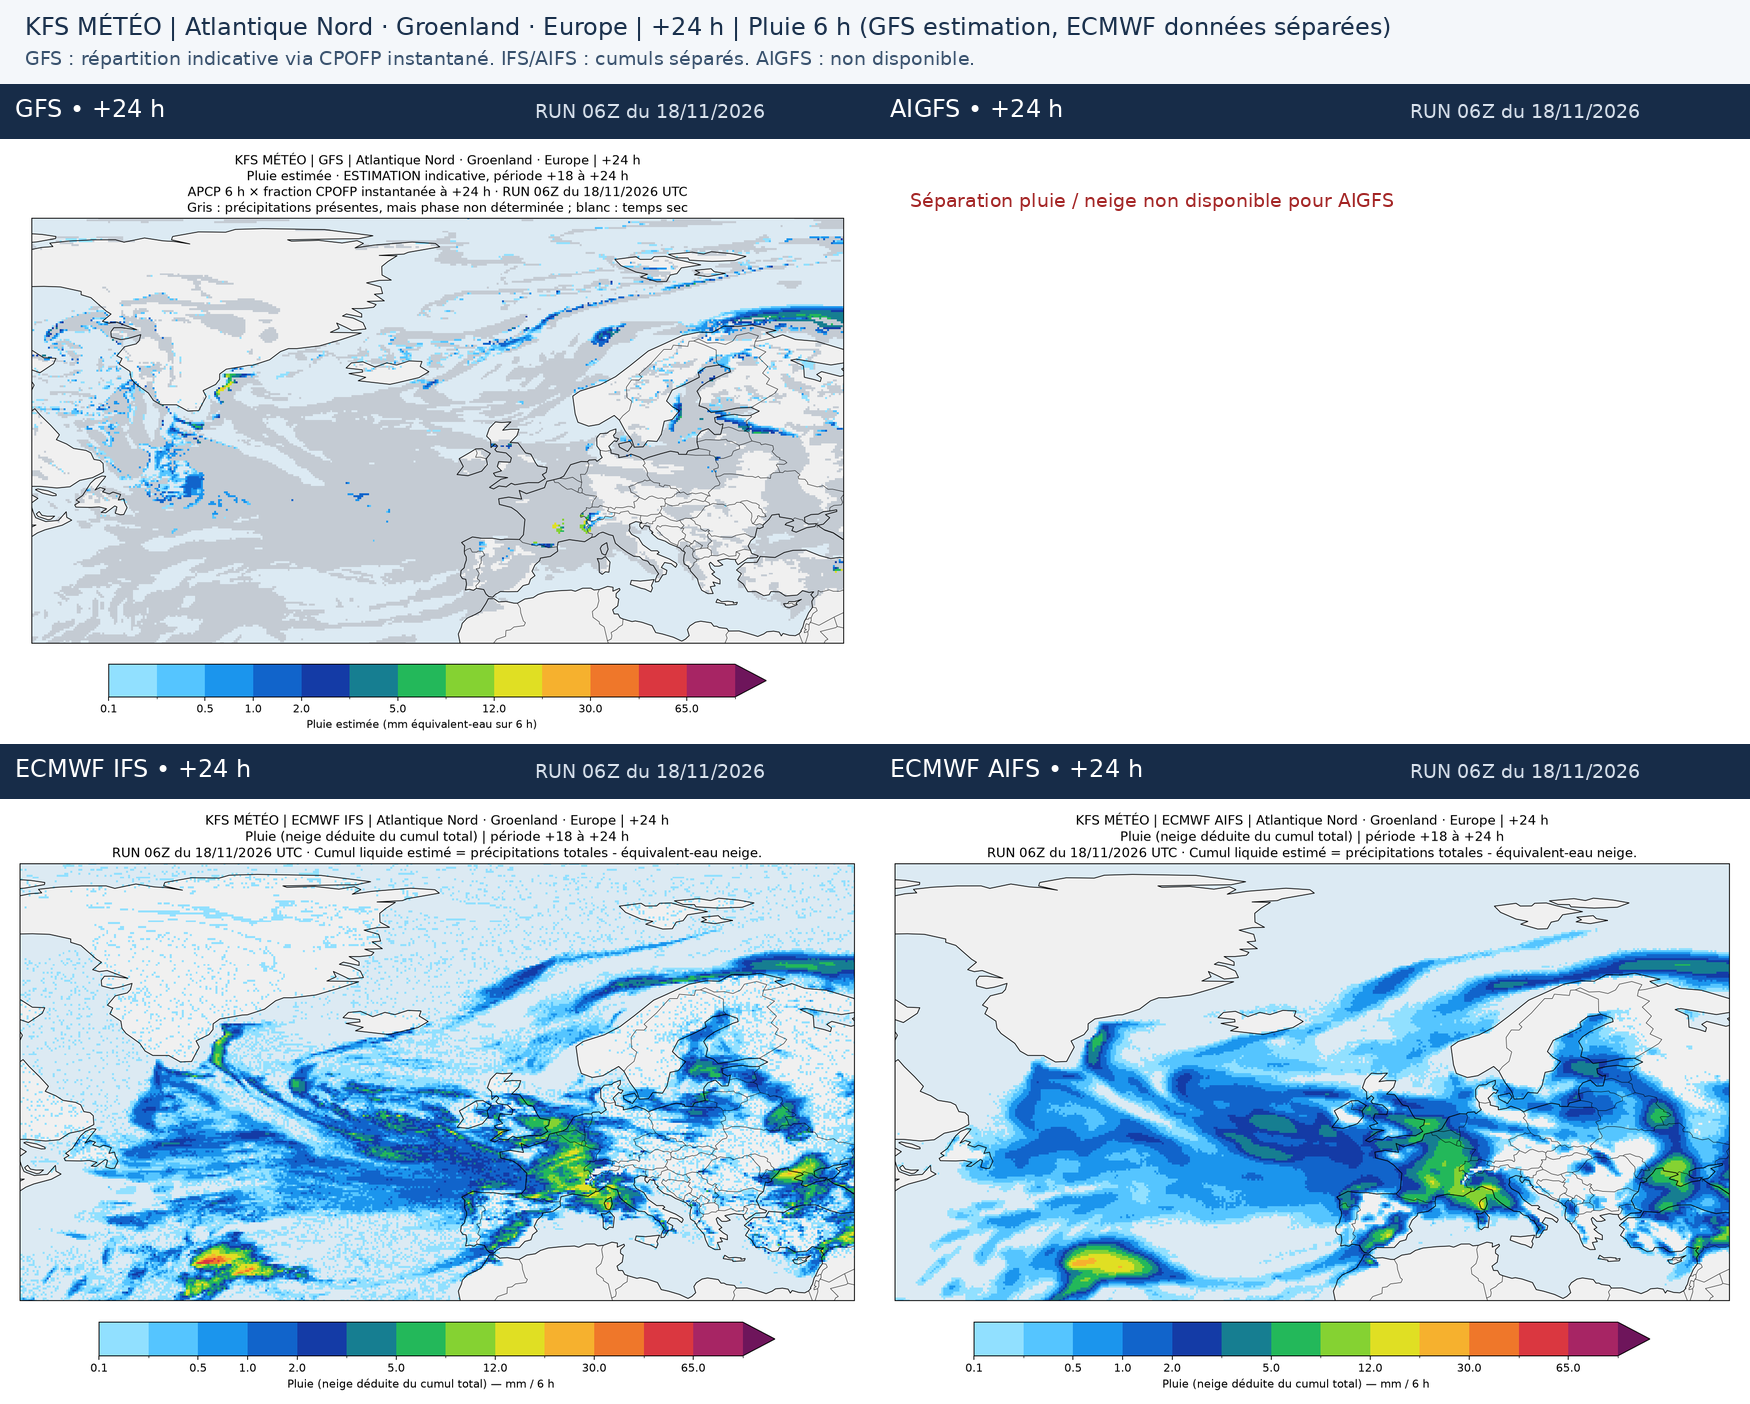 KFS MÉTÉO | Atlantique Nord · Groenland · Europe | +24 h | Pluie 6 h (GFS estimation, ECMWF données séparées)
GFS : répartition indicative via CPOFP instantané. IFS/AIFS : cumuls séparés. AIGFS : non disponible.
GFS • +24 h
RUN 06Z du 18/11/2026
AIGFS • +24 h
RUN 06Z du 18/11/2026
KFS MÉTÉO | GFS | Atlantique Nord · Groenland · Europe | +24 h
Pluie estimée · ESTIMATION indicative, période +18 à +24 h
APCP 6 h × fraction CPOFP instantanée à +24 h · RUN 06Z du 18/11/2026 UTC
Gris : précipitations présentes, mais phase non déterminée ; blanc : temps sec
Séparation pluie / neige non disponible pour AIGFS
0.1 0.5 1.0 2.0 5.0 12.0 30.0 65.0
Pluie estimée (mm équivalent-eau sur 6 h)
ECMWF IFS • +24 h
RUN 06Z du 18/11/2026
ECMWF AIFS • +24 h
RUN 06Z du 18/11/2026
KFS MÉTÉO | ECMWF IFS | Atlantique Nord · Groenland · Europe | +24 h
Pluie (neige déduite du cumul total) | période +18 à +24 h
RUN 06Z du 18/11/2026 UTC · Cumul liquide estimé = précipitations totales - équivalent-eau neige.
KFS MÉTÉO | ECMWF AIFS | Atlantique Nord · Groenland · Europe | +24 h
Pluie (neige déduite du cumul total) | période +18 à +24 h
RUN 06Z du 18/11/2026 UTC · Cumul liquide estimé = précipitations totales - équivalent-eau neige.
0.1 0.5 1.0 2.0 5.0 12.0 30.0 65.0
Pluie (neige déduite du cumul total) — mm / 6 h
0.1 0.5 1.0 2.0 5.0 12.0 30.0 65.0
Pluie (neige déduite du cumul total) — mm / 6 h